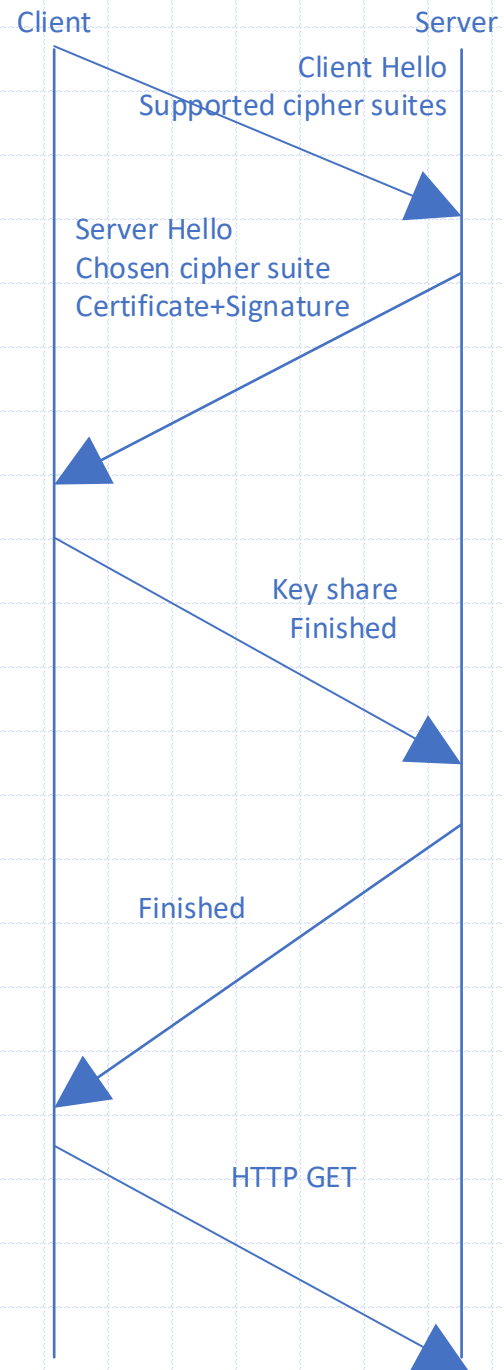 Client
Server
Client Hello
Supported cipher suites
Server Hello
Chosen cipher suite
Certificate+Signature
Key share
Finished
Finished
HTTP GET